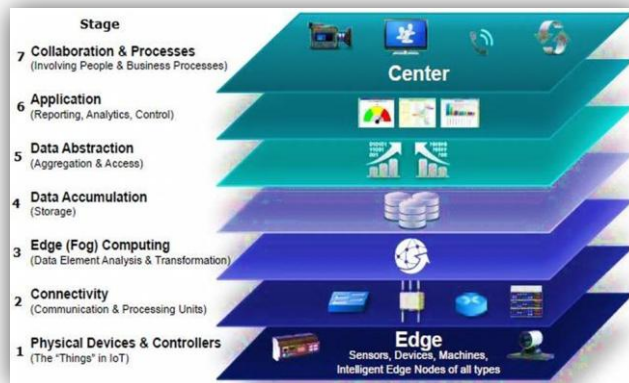 Stage
7 Collaboration & Processes
(Involving People & Business Processes)
Center
6 Application
(Reporting, Analytics, Control)
5 Data Abstraction
(Aggregation & Access)
4 Data Accumulation
(Storage)
3 Edge (Fog) Computing
(Data Element Analysis & Transformation)
2 Connectivity
(Communication & Processing Units)
1 Physical Devices & Controllers
(The "Things" in IoT)
Edge
Sensors, Devices, Machines,
Intelligent Edge Nodes of all types